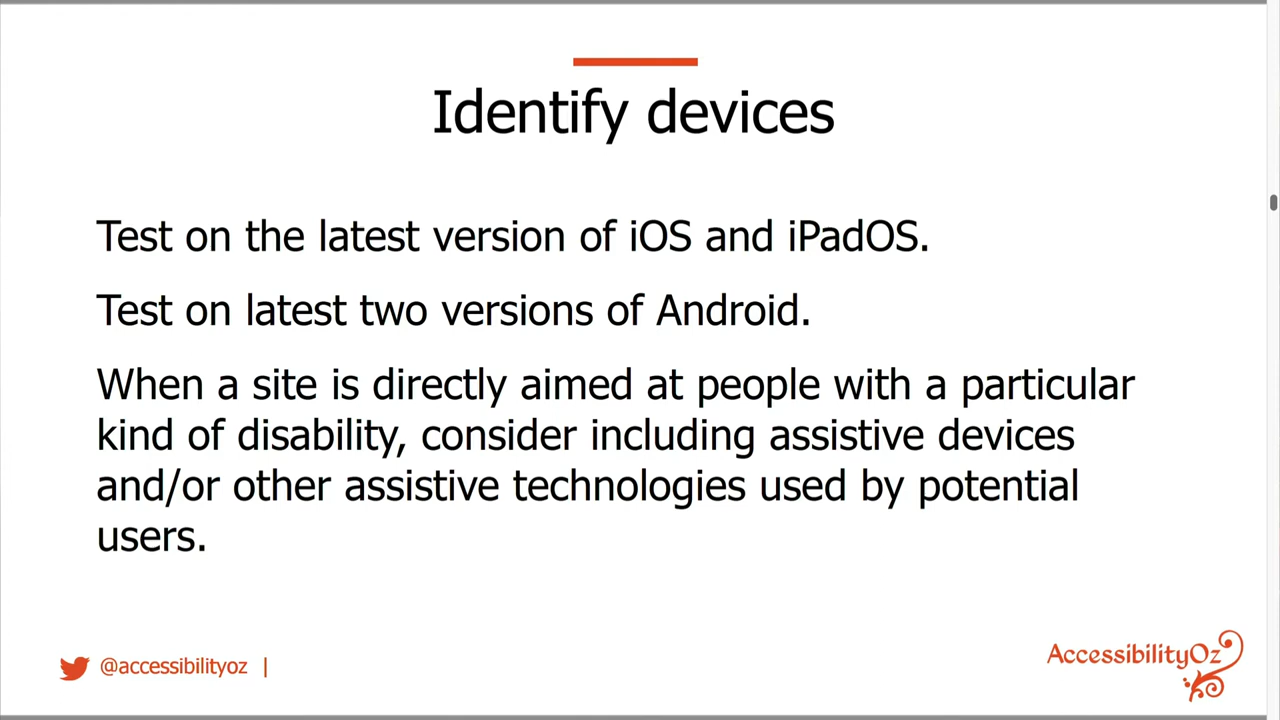 Identify devices
Test on the latest version of iOS and iPadOS.
Test on latest two versions of Android.
When a site is directly aimed at people with a particular
kind of disability, consider including assistive devices
and/or other assistive technologies used by potential
users.
@accessibilityoz |
AccessibilityOz